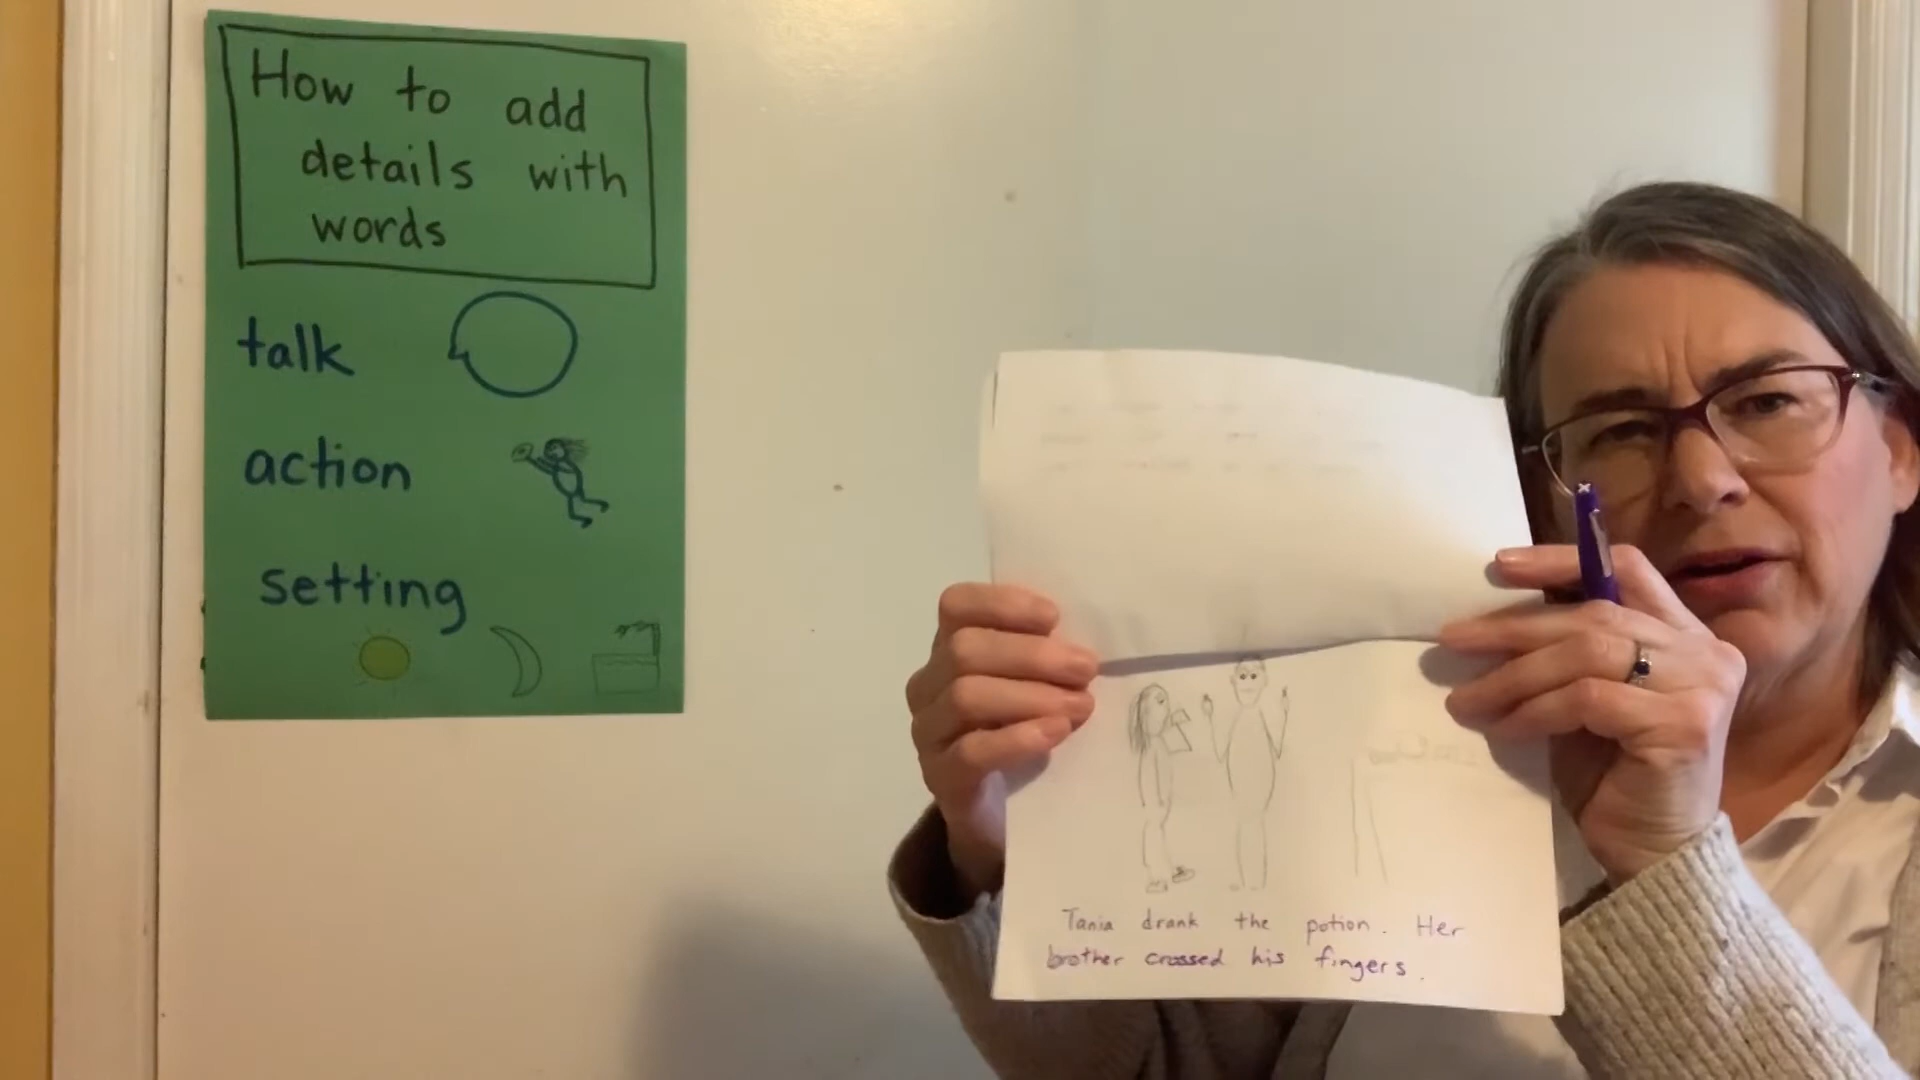 How to add
details with
words
talk
action
setting
Tania drank the potion. Her
brother crossed his fingers.